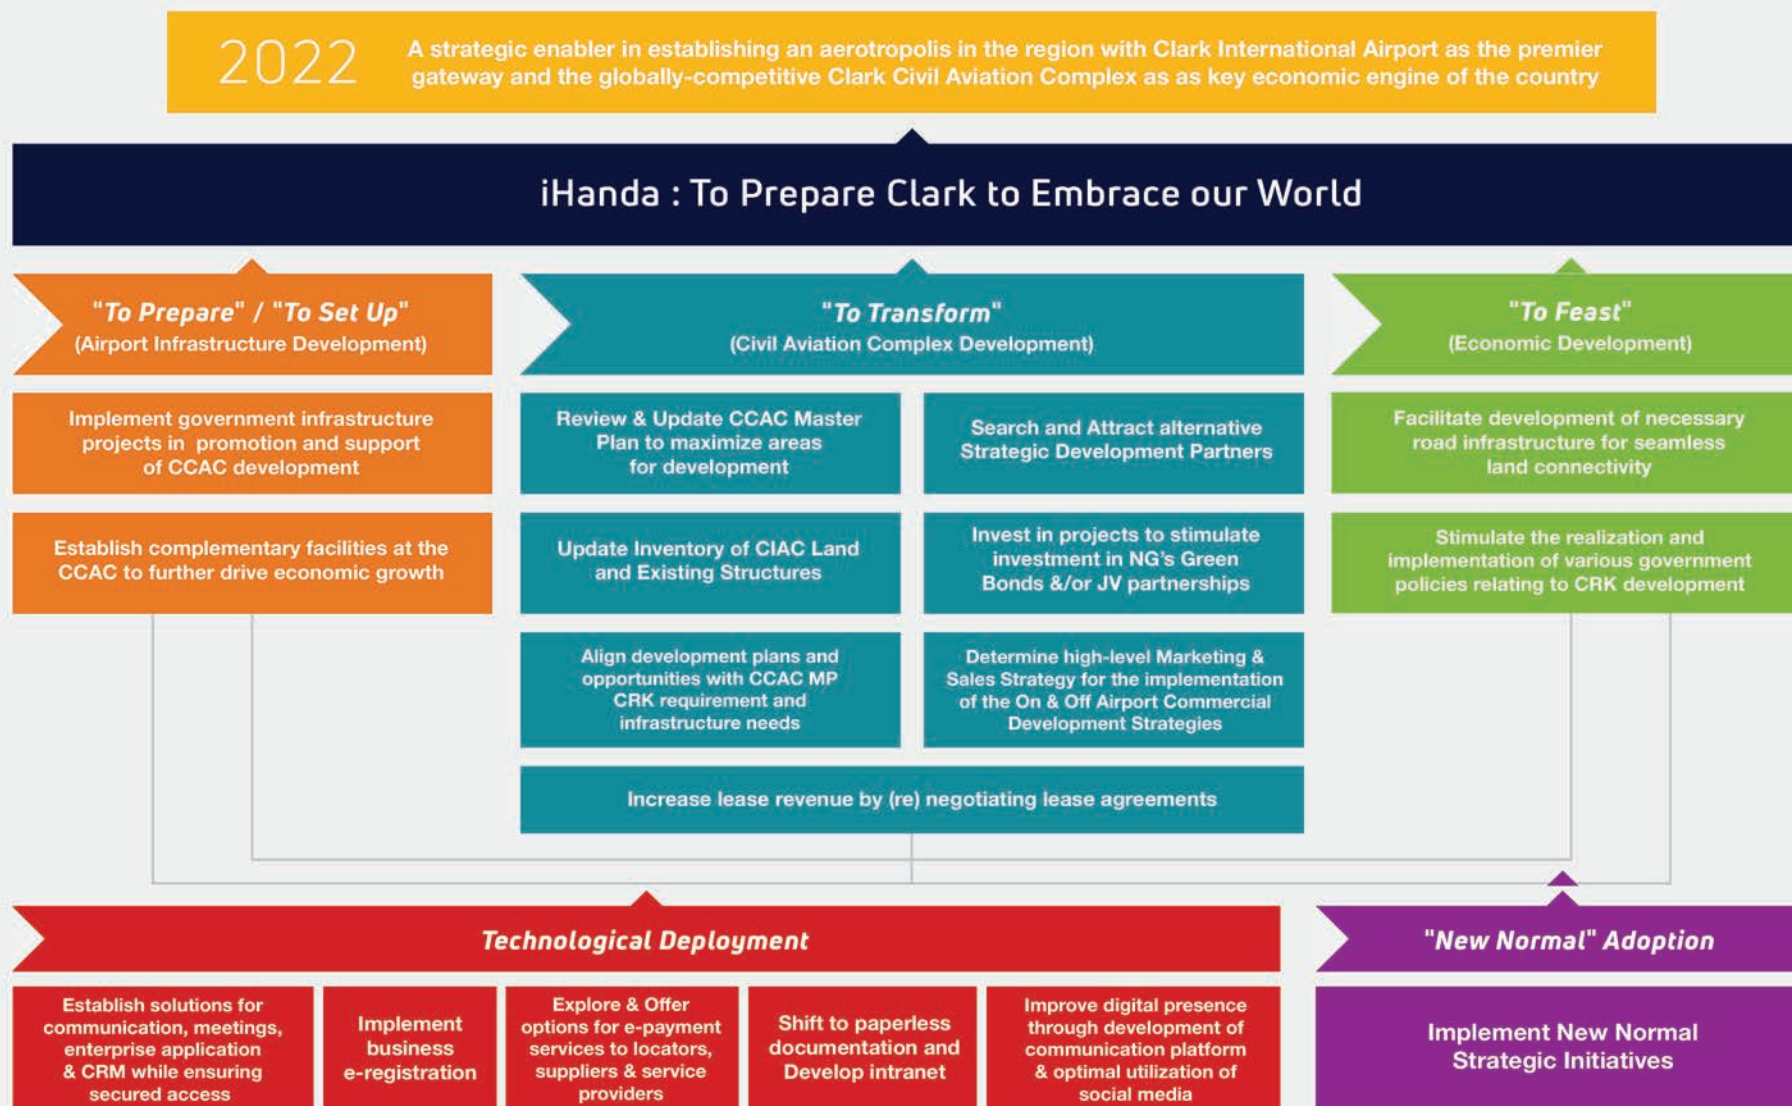 2022
A strategic enabler in establishing an aerotropolis in the region with Clark International Airport as the premier
gateway and the globally-competitive Clark Civil Aviation Complex as as key economic engine of the country
iHanda : To Prepare Clark to Embrace our World
"To Prepare" / "To Set Up"
(Airport Infrastructure Development)
Implement government infrastructure
projects in promotion and support
of CCAC development
Establish complementary facilities at the
CCAC to further drive economic growth
"To Transform"
(Civil Aviation Complex Development)
Review & Update CCAC Master
Plan to maximize areas
for development
Search and Attract alternative
Strategic Development Partners
Update Inventory of CIAC Land
and Existing Structures
Invest in projects to stimulate
investment in NG's Green
Bonds &/or JV partnerships
Align development plans and
opportunities with CCAC MP
CRK requirement and
infrastructure needs
Determine high-level Marketing &
Sales Strategy for the implementation
of the On & Off Airport Commercial
Development Strategies
Increase lease revenue by (re) negotiating lease agreements
"To Feast"
(Economic Development)
Facilitate development of necessary
road infrastructure for seamless
land connectivity
Stimulate the realization and
implementation of various government
policies relating to CRK development
Technological Deployment
Establish solutions for
communication, meetings,
enterprise application
& CRM while ensuring
secured access
Implement
business
e-registration
Explore & Offer
options for e-payment
services to locators,
suppliers & service
providers
Shift to paperless
documentation and
Develop intranet
Improve digital presence
through development of
communication platform
& optimal utilization of
social media
"New Normal" Adoption
Implement New Normal
Strategic Initiatives